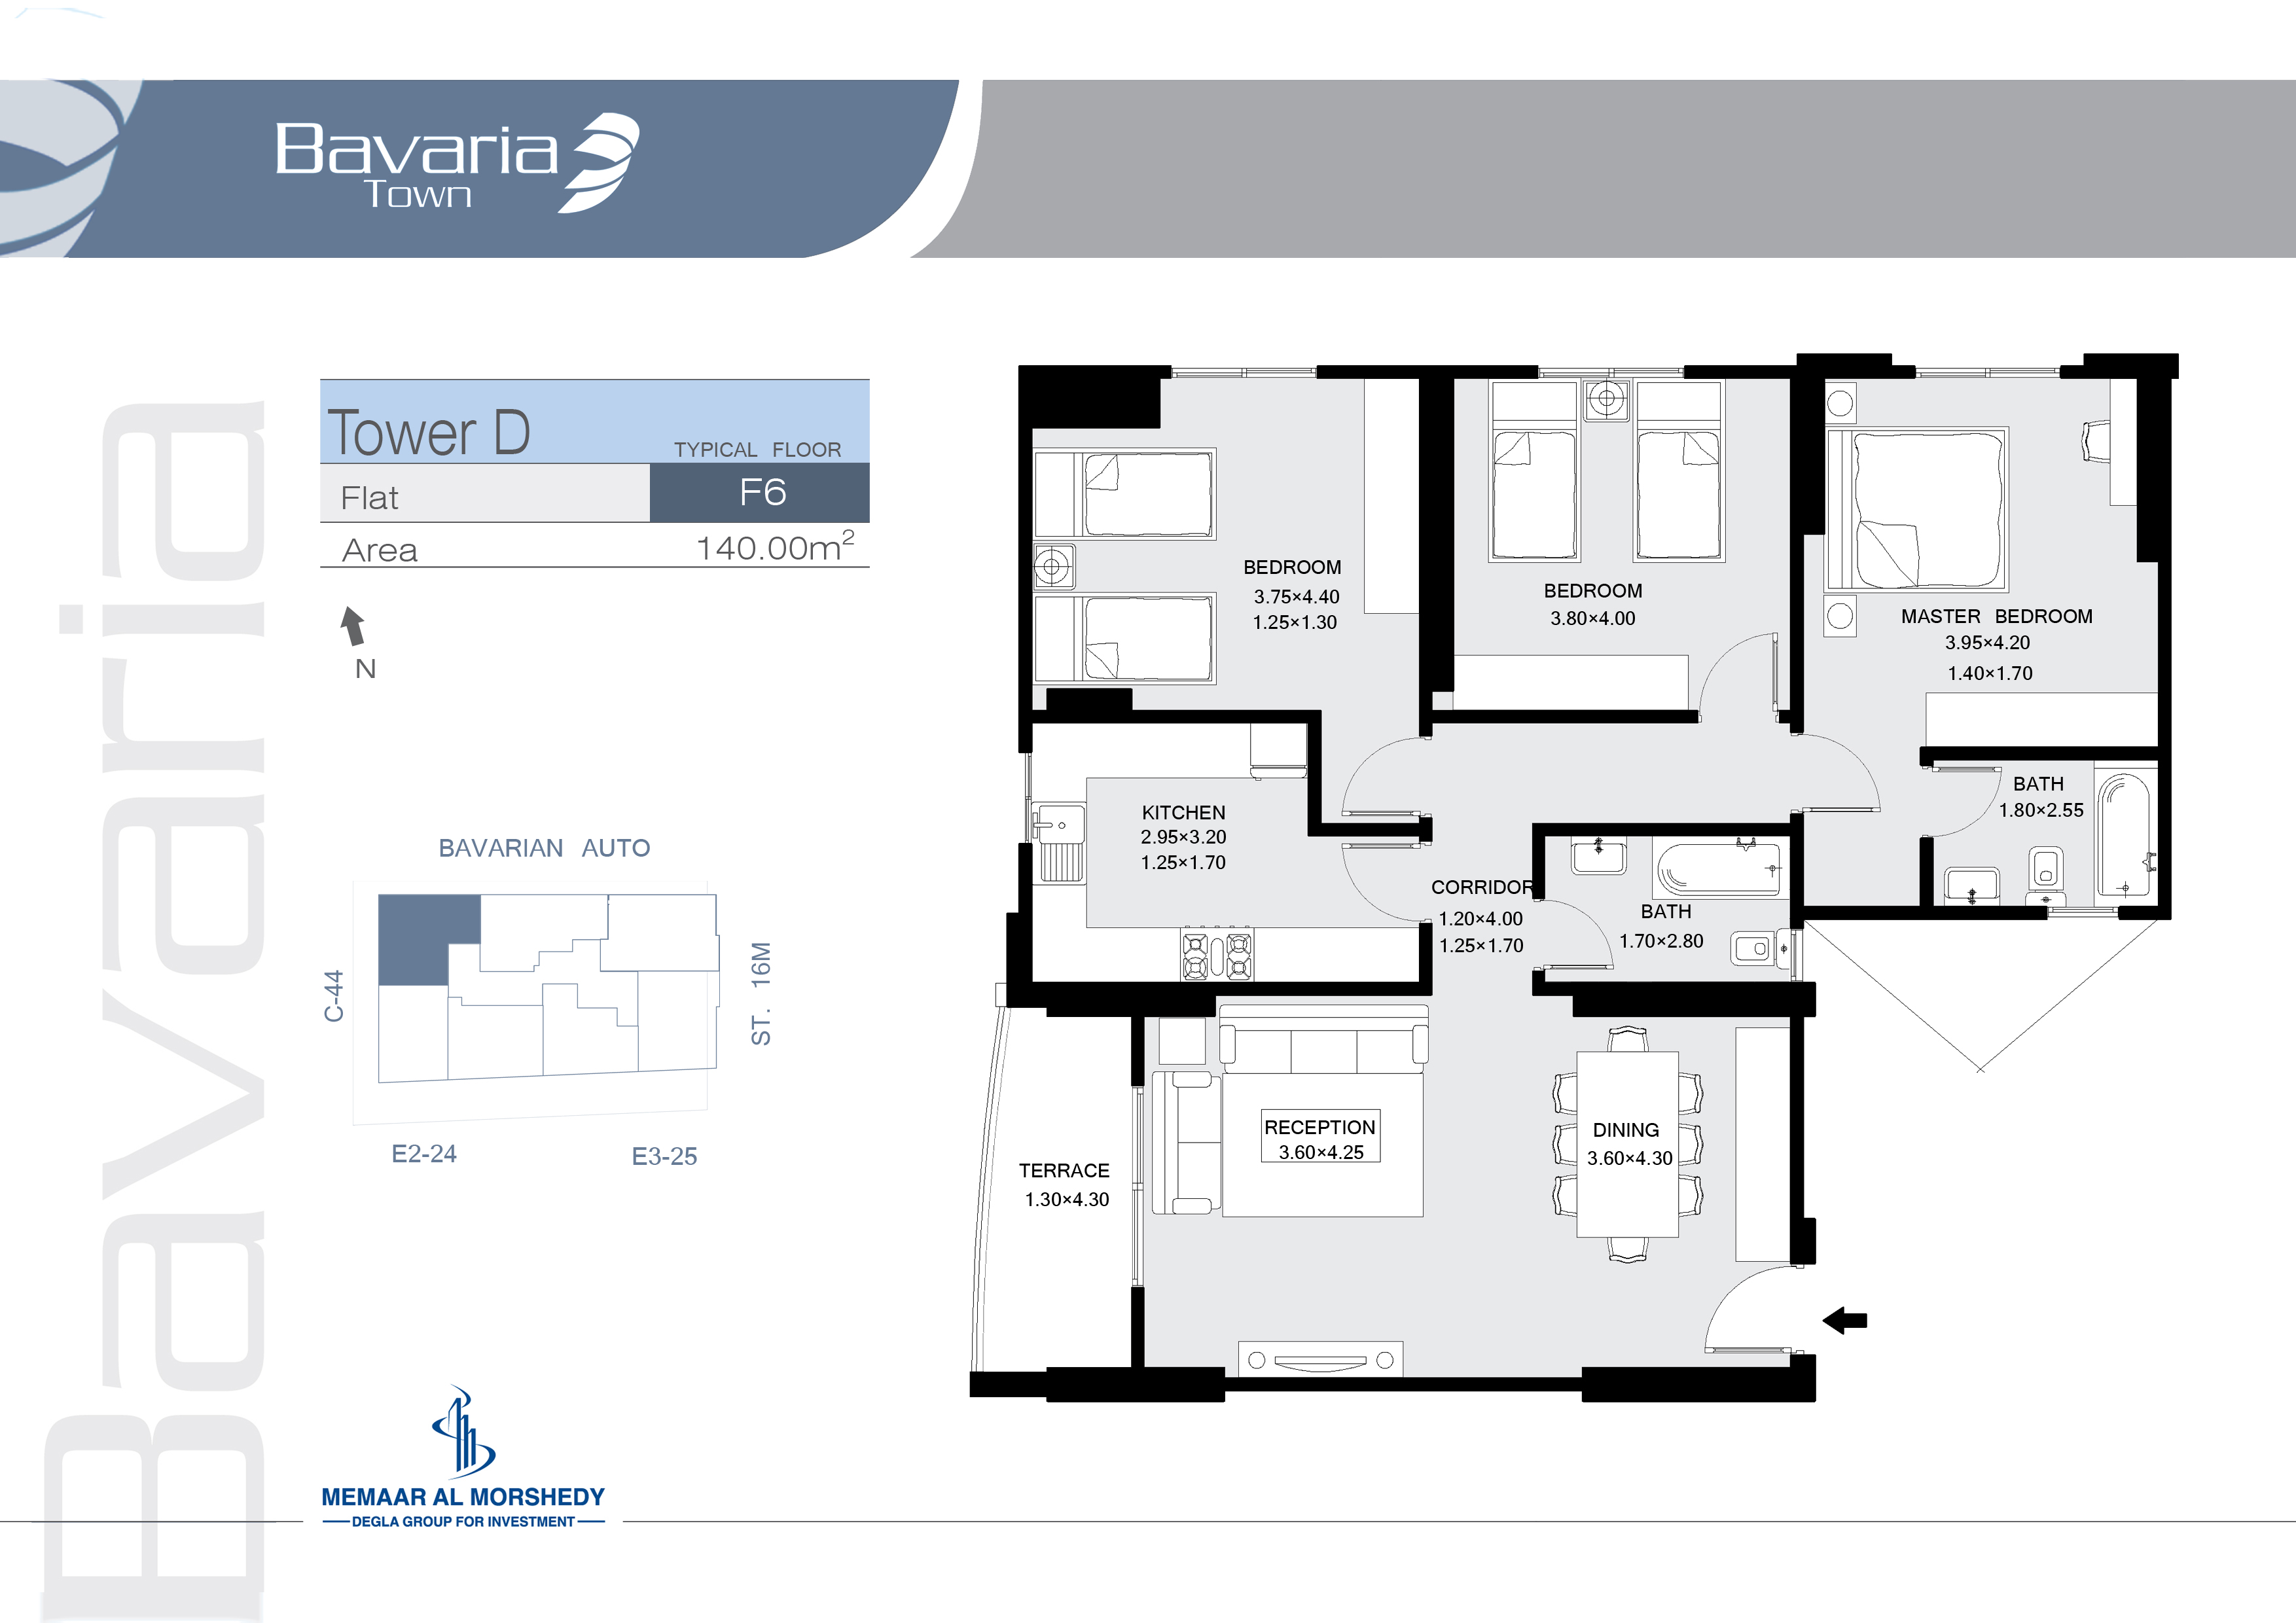 Bavaria
Town
Bavaria
Tower D
TYPICAL FLOOR
Flat
F6
Area
140.00m²
N
BAVARIAN AUTO
C-44
ST. 16M
E2-24
E3-25
MEMAAR AL MORSHEDY
DEGLA GROUP FOR INVESTMENT
BEDROOM
3.75×4.40
1.25×1.30
BEDROOM
3.80×4.00
MASTER BEDROOM
3.95×4.20
1.40×1.70
KITCHEN
2.95×3.20
1.25×1.70
BATH
1.80×2.55
CORRIDOR
1.20×4.00
1.25×1.70
BATH
1.70×2.80
RECEPTION
3.60×4.25
DINING
3.60×4.30
TERRACE
1.30×4.30